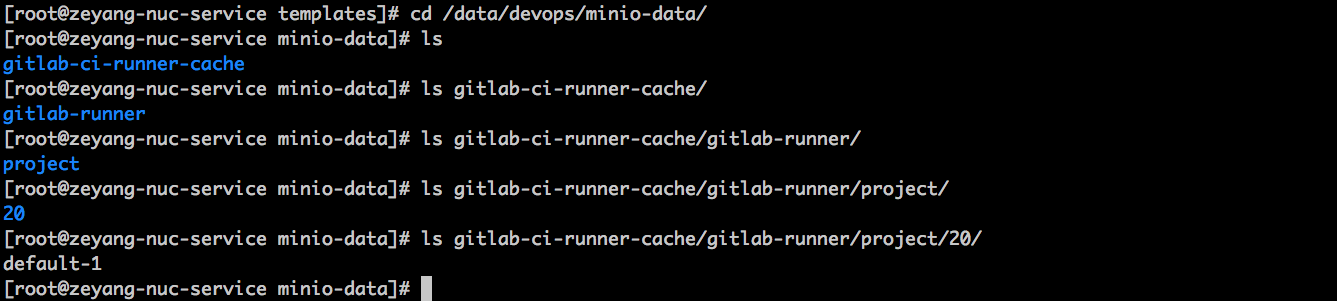 [root@zeyang-nuc-service templates]# cd /data/devops/minio-data/
[root@zeyang-nuc-service minio-data]# ls
gitlab-ci-runner-cache
[root@zeyang-nuc-service minio-data]# ls gitlab-ci-runner-cache/
gitlab-runner
[root@zeyang-nuc-service minio-data]# ls gitlab-ci-runner-cache/gitlab-runner/
project
[root@zeyang-nuc-service minio-data]# ls gitlab-ci-runner-cache/gitlab-runner/project/
20
[root@zeyang-nuc-service minio-data]# ls gitlab-ci-runner-cache/gitlab-runner/project/20/
default-1
[root@zeyang-nuc-service minio-data]#